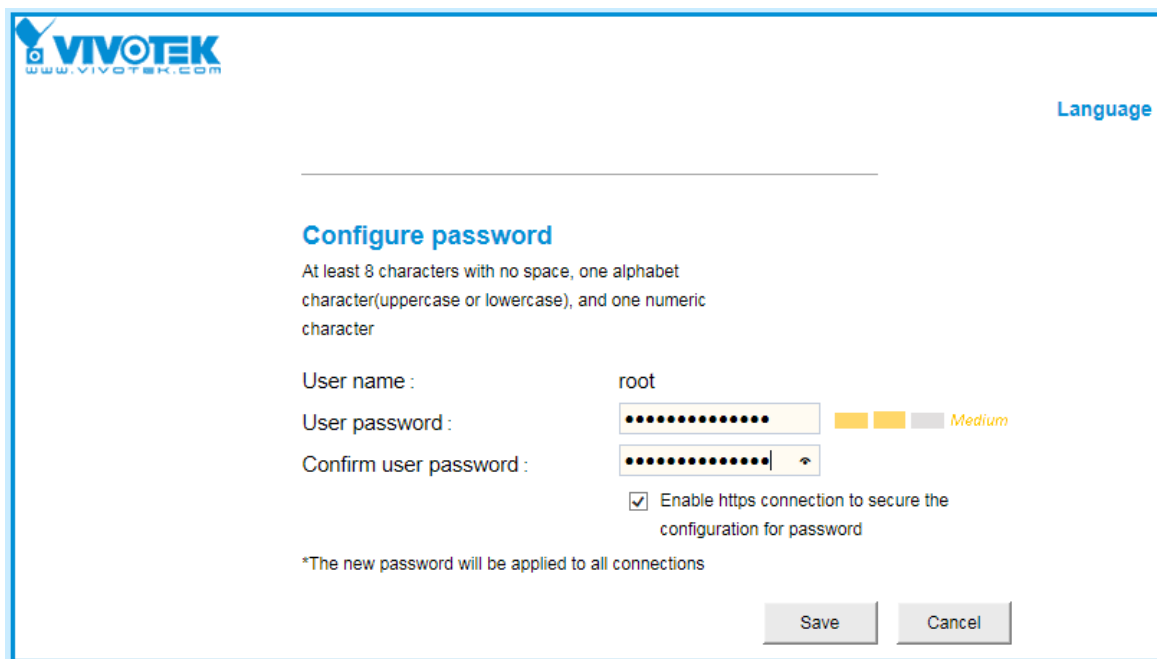 VIVOTEK
www.vivotek.com
Language
Configure password
At least 8 characters with no space, one alphabet
character(uppercase or lowercase), and one numeric
character
User name : root
User password : •••••••••••••• Medium
Confirm user password : ••••••••••••••
Enable https connection to secure the
configuration for password
*The new password will be applied to all connections
Save Cancel